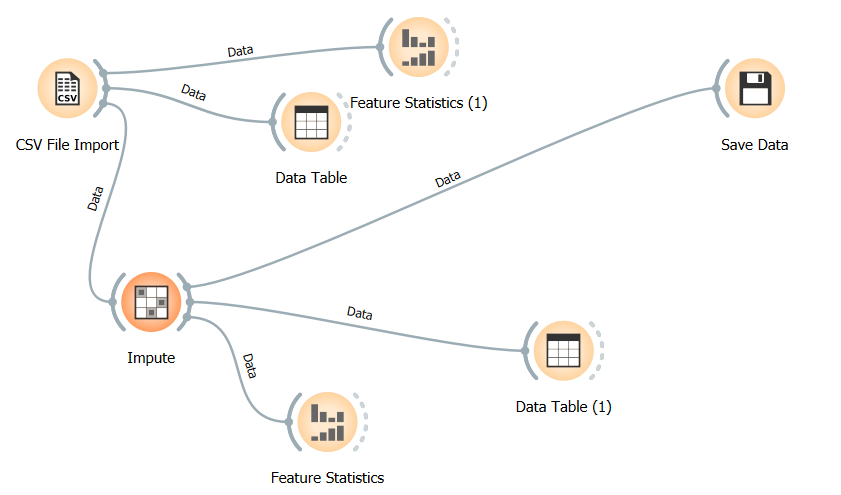 Data
Feature Statistics (1)
CSV
CSV File Import
Data
Data Table
Save Data
Data
Data
Impute
Data
Data Table (1)
Data
Feature Statistics